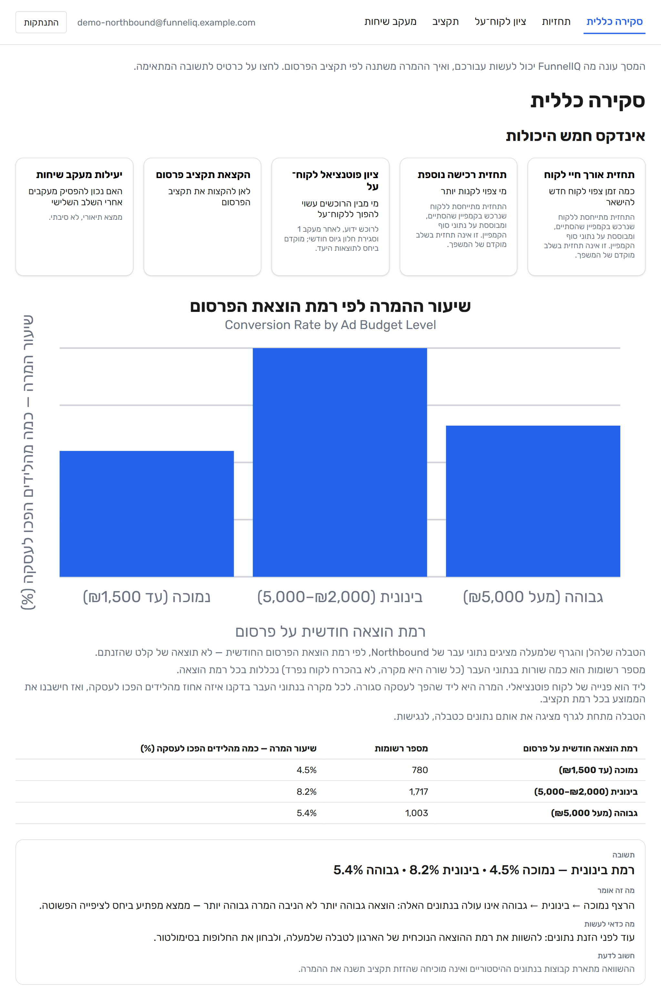 סקירה כללית
תחזיות
ציון לקוח־על
תקציב
מעקב שיחות
demo-northbound@funneliq.example.com
התנתקות
המסך עונה מה FunnelIQ יכול לעשות עבורכם, ואיך ההמרה משתנה לפי תקציב הפרסום. לחצו על כרטיס לתשובה המתאימה.
סקירה כללית
אינדקס חמש היכולות
תחזית אורך חיי לקוח
כמה זמן צפוי לקוח חדש
להישאר
התחזית מתייחסת ללקוח
שנרכש בקמפיין שהסתיים,
ומבוססת על נתוני סוף
הקמפיין. זו אינה תחזית בשלב
מוקדם של המשפך.
תחזית רכישה נוספת
מי צפוי לקנות יותר
התחזית מתייחסת ללקוח
שנרכש בקמפיין שהסתיים,
ומבוססת על נתוני סוף
הקמפיין. זו אינה תחזית בשלב
מוקדם של המשפך.
ציון פוטנציאל לקוח־
על
מי מבין הרוכשים עשוי
להפוך ללקוח־על
לרוכש ידוע, לאחר מעקב 1
וסגירת חלון גיוס חודשי; מוקדם
ביחס לתוצאות היעד.
הקצאת תקציב פרסום
לאן להקצות את תקציב
הפרסום
יעילות מעקב שיחות
האם נכון להפסיק מעקבים
אחרי השלב השלישי
ממצא תיאורי, לא סיבתי.
שיעור ההמרה לפי רמת הוצאת הפרסום
Conversion Rate by Ad Budget Level
שיעור המרה — כמה מהלידים הפכו לעסקה (%)
נמוכה (עד 1,500₪)
בינונית (2,000₪–5,000)
גבוהה (מעל 5,000₪)
רמת הוצאה חודשית על פרסום
הטבלה שלהלן והגרף שלמעלה מציגים נתוני עבר של Northbound, לפי רמת הוצאת הפרסום החודשית — לא תוצאה של קלט שהזנתם.
מספר רשומות הוא כמה שורות בנתוני העבר (כל שורה היא מקרה, לא בהכרח לקוח נפרד) נכללות בכל רמת הוצאה.
ליד הוא פנייה של לקוח פוטנציאלי. המרה היא ליד שהפך לעסקה סגורה. לכל מקרה בנתוני העבר בדקנו איזה אחוז מהלידים הפכו לעסקה, ואז חישבנו את
הממוצע בכל רמת תקציב.
הטבלה מתחת לגרף מציגה את אותם נתונים כטבלה, לנגישות.
רמת הוצאה חודשית על פרסום מספר רשומות שיעור המרה — כמה מהלידים הפכו לעסקה (%)
נמוכה (עד 1,500₪) 780 4.5%
בינונית (2,000₪–5,000) 1,717 8.2%
גבוהה (מעל 5,000₪) 1,003 5.4%
תשובה
רמת בינונית — נמוכה 4.5% • בינונית 8.2% • גבוהה 5.4%
מה זה אומר
הרצף נמוכה ← בינונית ← גבוהה אינו עולה בנתונים האלה: הוצאה גבוהה יותר לא הניבה המרה גבוהה יותר — ממצא מפתיע ביחס לציפייה הפשוטה.
מה כדאי לעשות
עוד לפני הזנת נתונים: להשוות את רמת ההוצאה הנוכחית של הארגון לטבלה שלמעלה, ולבחון את החלופות בסימולטור.
חשוב לדעת
ההשוואה מתארת קבוצות בנתונים ההיסטוריים ואינה מוכיחה שהזזת תקציב תשנה את ההמרה.